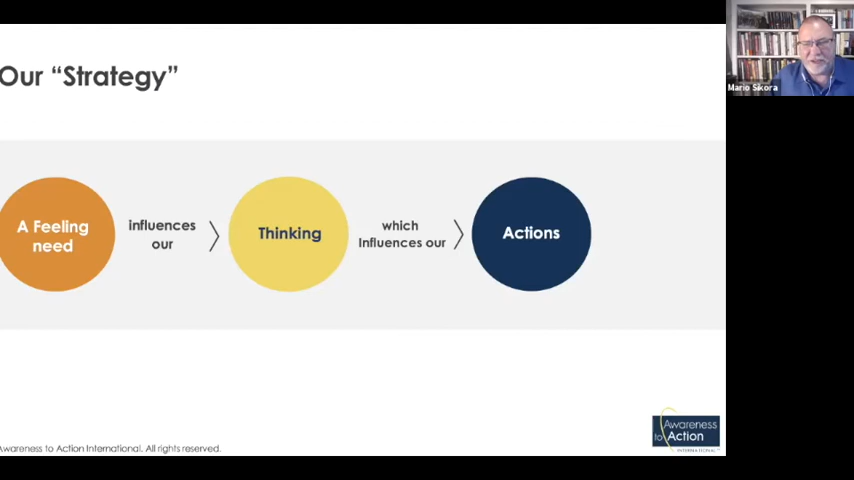 Our “Strategy”
Mario Sikora
A Feeling
need
influences
our
Thinking
which
Influences our
Actions
Awareness
to Action
INTERNATIONAL
Awareness to Action International. All rights reserved.